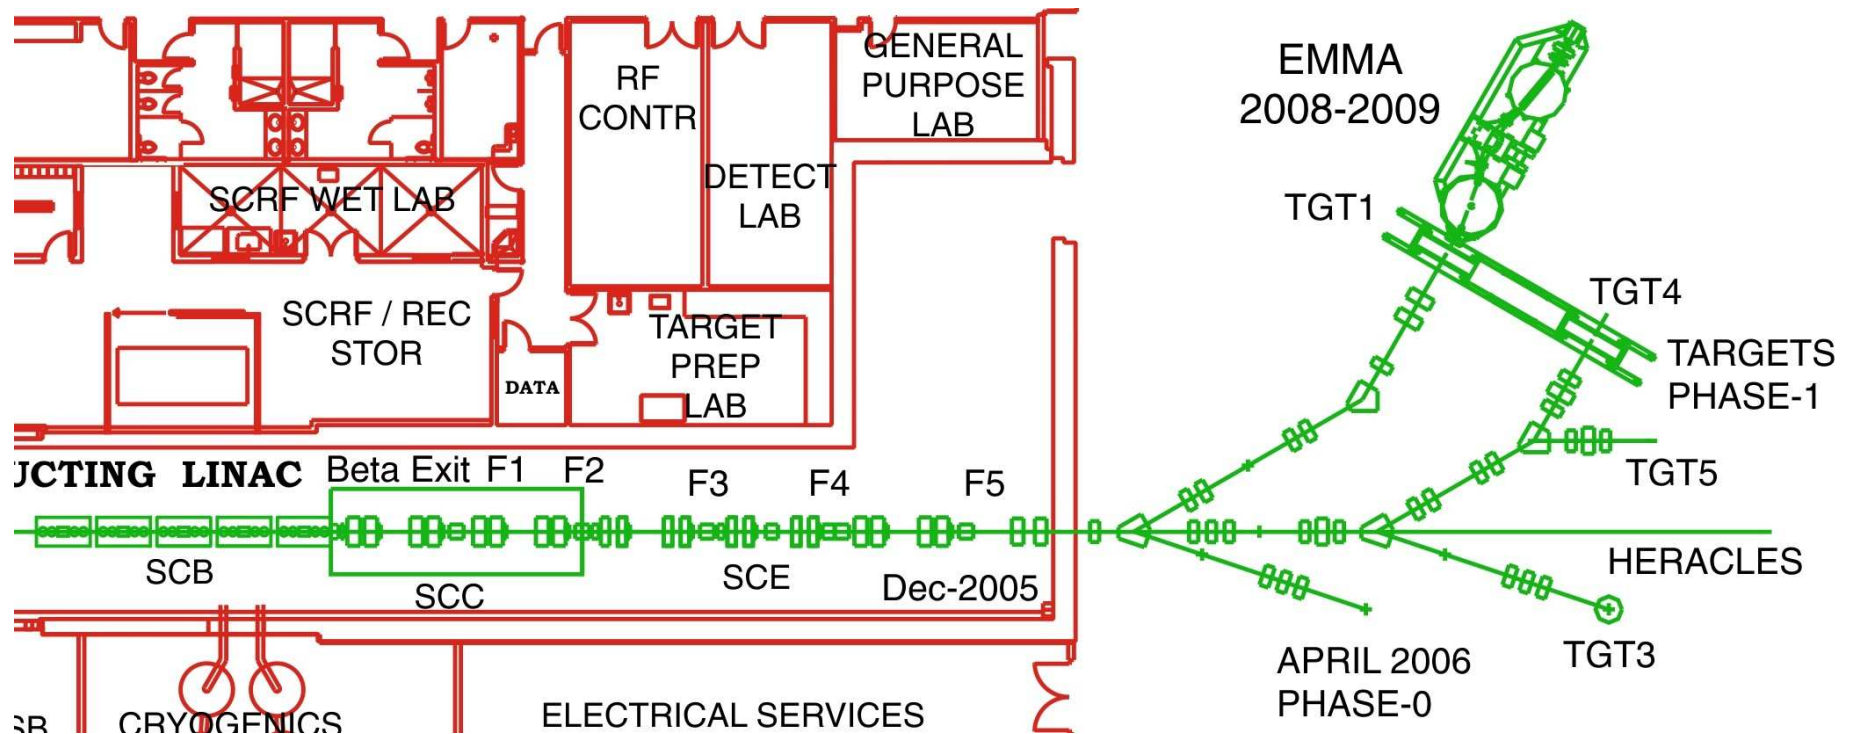 RF
CONTR
GENERAL
PURPOSE
LAB
DETECT
LAB
SCRF WET LAB
SCRF / REC
STOR
DATA
TARGET
PREP
LAB
UCTING LINAC
Beta Exit F1 F2 F3 F4 F5
SCB
SCC
SCE
Dec-2005
SB
CRYOGENICS
ELECTRICAL SERVICES
EMMA
2008-2009
TGT1
TGT4
TARGETS
PHASE-1
TGT5
HERACLES
TGT3
APRIL 2006
PHASE-0